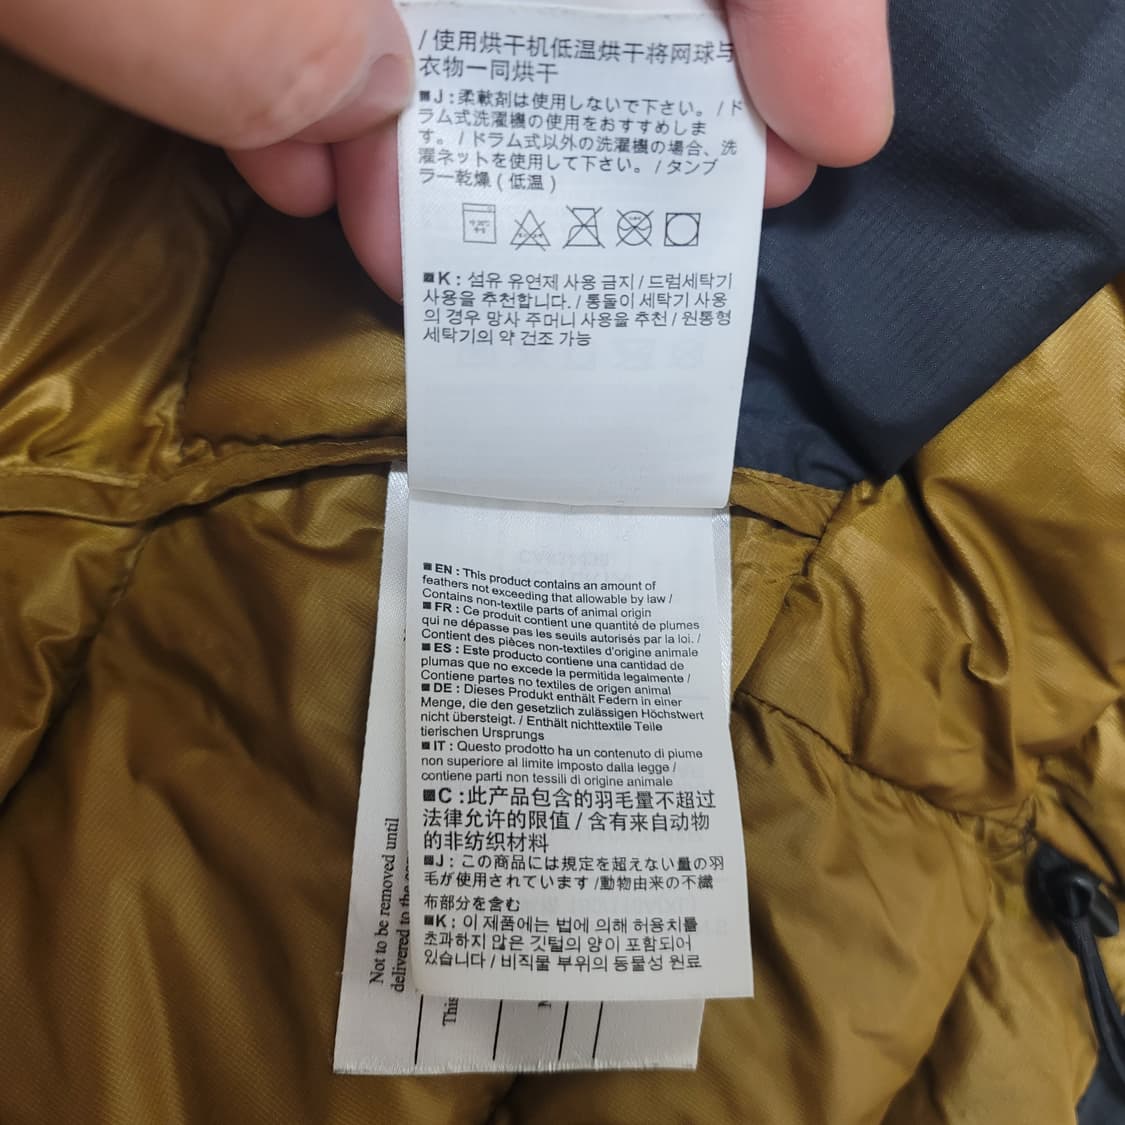 / 使用烘干机低温烘干将网球与
衣物一同烘干
■J : 柔軟剤は使用しないで下さい。 / ド
ラム式洗濯機の使用をおすすめしま
す。 / ドラム式以外の洗濯機の場合、洗
濯ネットを使用して下さい。 / タンブ
ラー乾燥 ( 低温 )
■K : 섬유 유연제 사용 금지 / 드럼세탁기
사용을 추천합니다. / 통돌이 세탁기 사용
의 경우 망사 주머니 사용을 추천 / 원통형
세탁기의 약 건조 가능
■EN : This product contains an amount of
feathers not exceeding that allowable by law /
Contains non-textile parts of animal origin
■FR : Ce produit contient une quantité de plumes
qui ne dépasse pas les seuils autorisés par la loi. /
Contient des pièces non-textiles d'origine animale
■ES : Este producto contiene una cantidad de
plumas que no excede la permitida legalmente /
Contiene partes no textiles de origen animal
■DE : Dieses Produkt enthält Federn in einer
Menge, die den gesetzlich zulässigen Höchstwert
nicht übersteigt. / Enthält nichttextile Teile
tierischen Ursprungs
■IT : Questo prodotto ha un contenuto di piume
non superiore al limite imposto dalla legge /
contiene parti non tessili di origine animale
■C :此产品包含的羽毛量不超过
法律允许的限值 / 含有来自动物
的非纺织材料
■J : この商品には規定を超えない量の羽
毛が使用されています /動物由来の不織
布部分を含む
■K : 이 제품에는 법에 의해 허용치를
초과하지 않은 깃털의 양이 포함되어
있습니다 / 비직물 부위의 동물성 원료
Not to be removed until
delivered to the
This